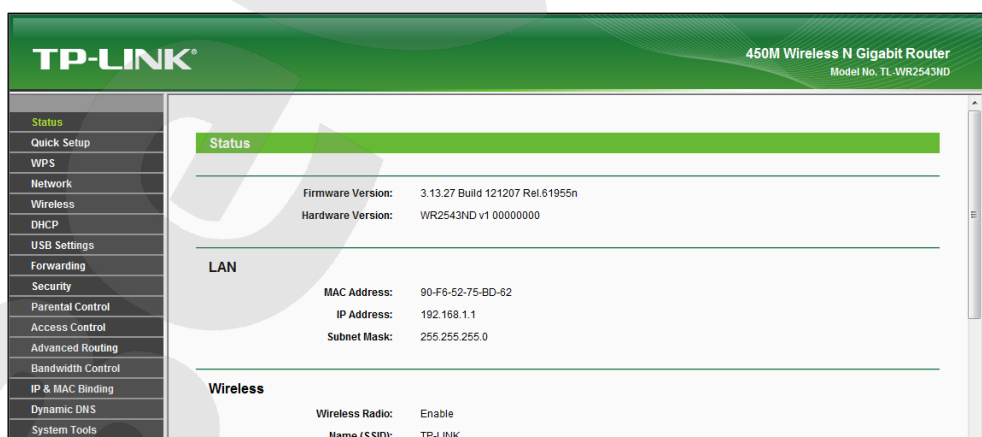 TP-LINK®
450M Wireless N Gigabit Router
Model No. TL-WR2543ND
Status
Quick Setup
WPS
Network
Wireless
DHCP
USB Settings
Forwarding
Security
Parental Control
Access Control
Advanced Routing
Bandwidth Control
IP & MAC Binding
Dynamic DNS
System Tools
Status
Firmware Version: 3.13.27 Build 121207 Rel.61955n
Hardware Version: WR2543ND v1 00000000
LAN
MAC Address: 90-F6-52-75-BD-62
IP Address: 192.168.1.1
Subnet Mask: 255.255.255.0
Wireless
Wireless Radio: Enable
Name (SSID): TP-LINK